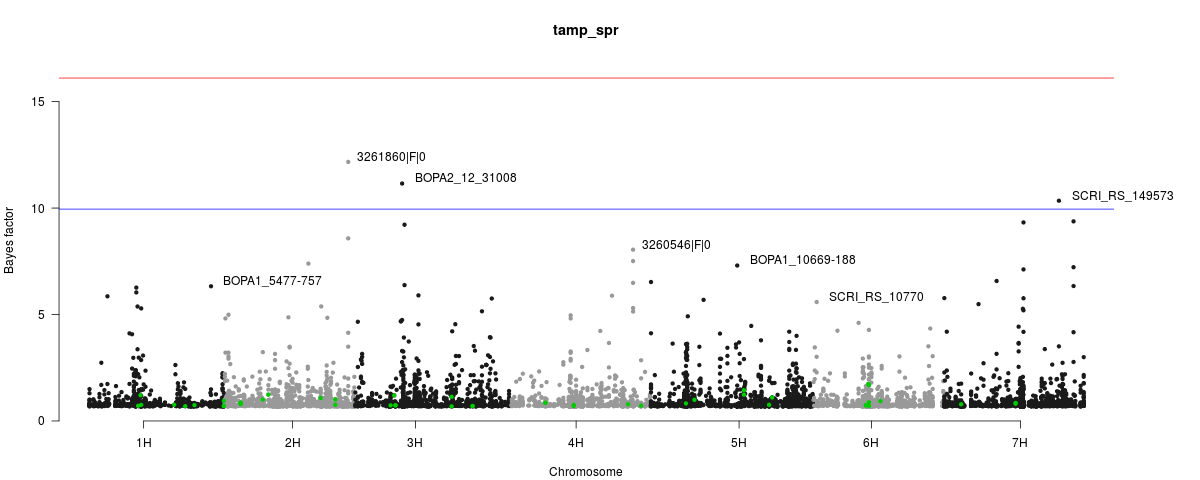 tamp_spr
15
3261860|F|0
BOPA2_12_31008
SCRI_RS_149573
10
3260546|F|0
BOPA1_10669-188
BOPA1_5477-757
SCRI_RS_10770
5
0
Bayes factor
1H 2H 3H 4H 5H 6H 7H
Chromosome